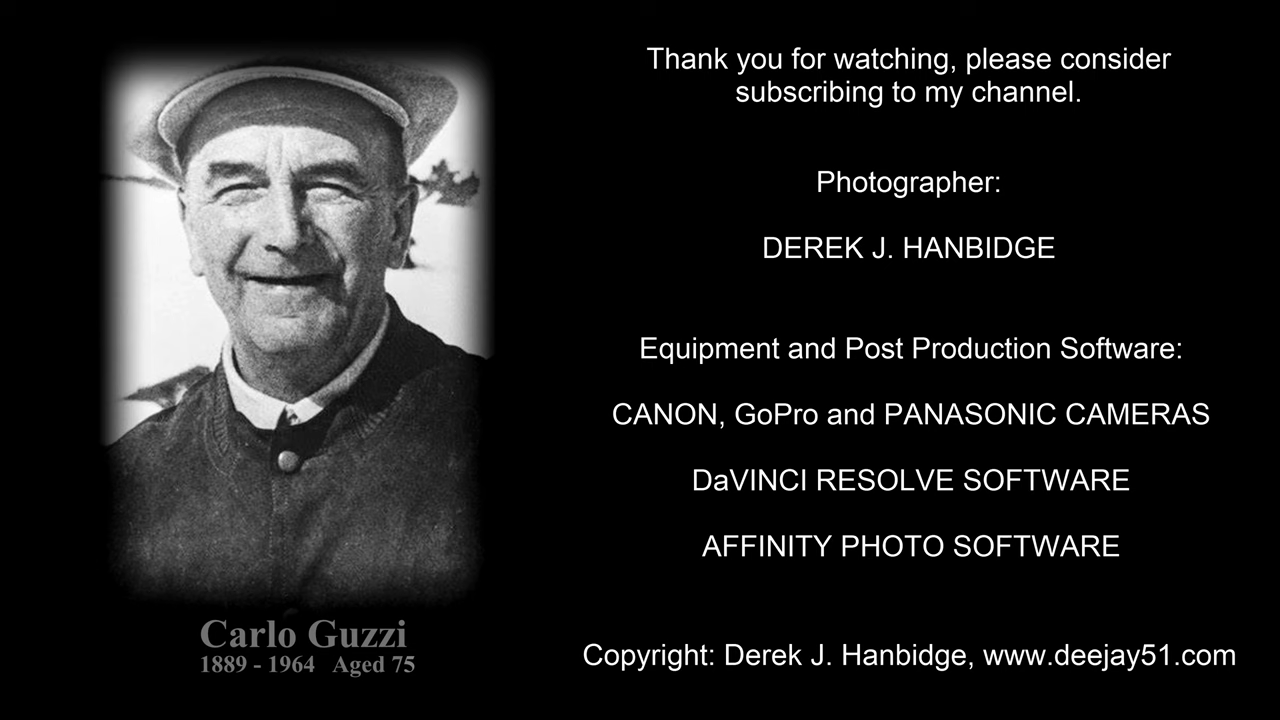 Thank you for watching, please consider
subscribing to my channel.
Photographer:
DEREK J. HANBIDGE
Equipment and Post Production Software:
CANON, GoPro and PANASONIC CAMERAS
DaVINCI RESOLVE SOFTWARE
AFFINITY PHOTO SOFTWARE
Copyright: Derek J. Hanbidge, www.deejay51.com
Carlo Guzzi
1889 - 1964 Aged 75